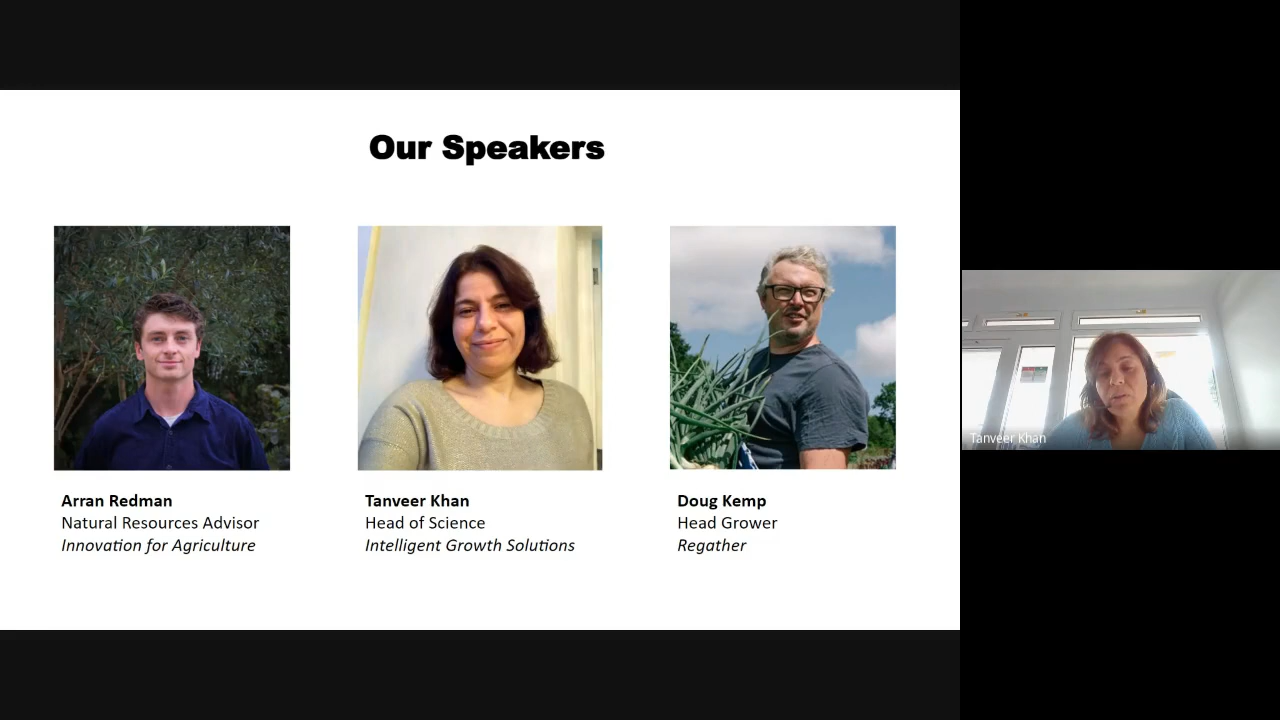 Our Speakers
Arran Redman
Natural Resources Advisor
Innovation for Agriculture
Tanveer Khan
Head of Science
Intelligent Growth Solutions
Doug Kemp
Head Grower
Regather
Tanveer Khan